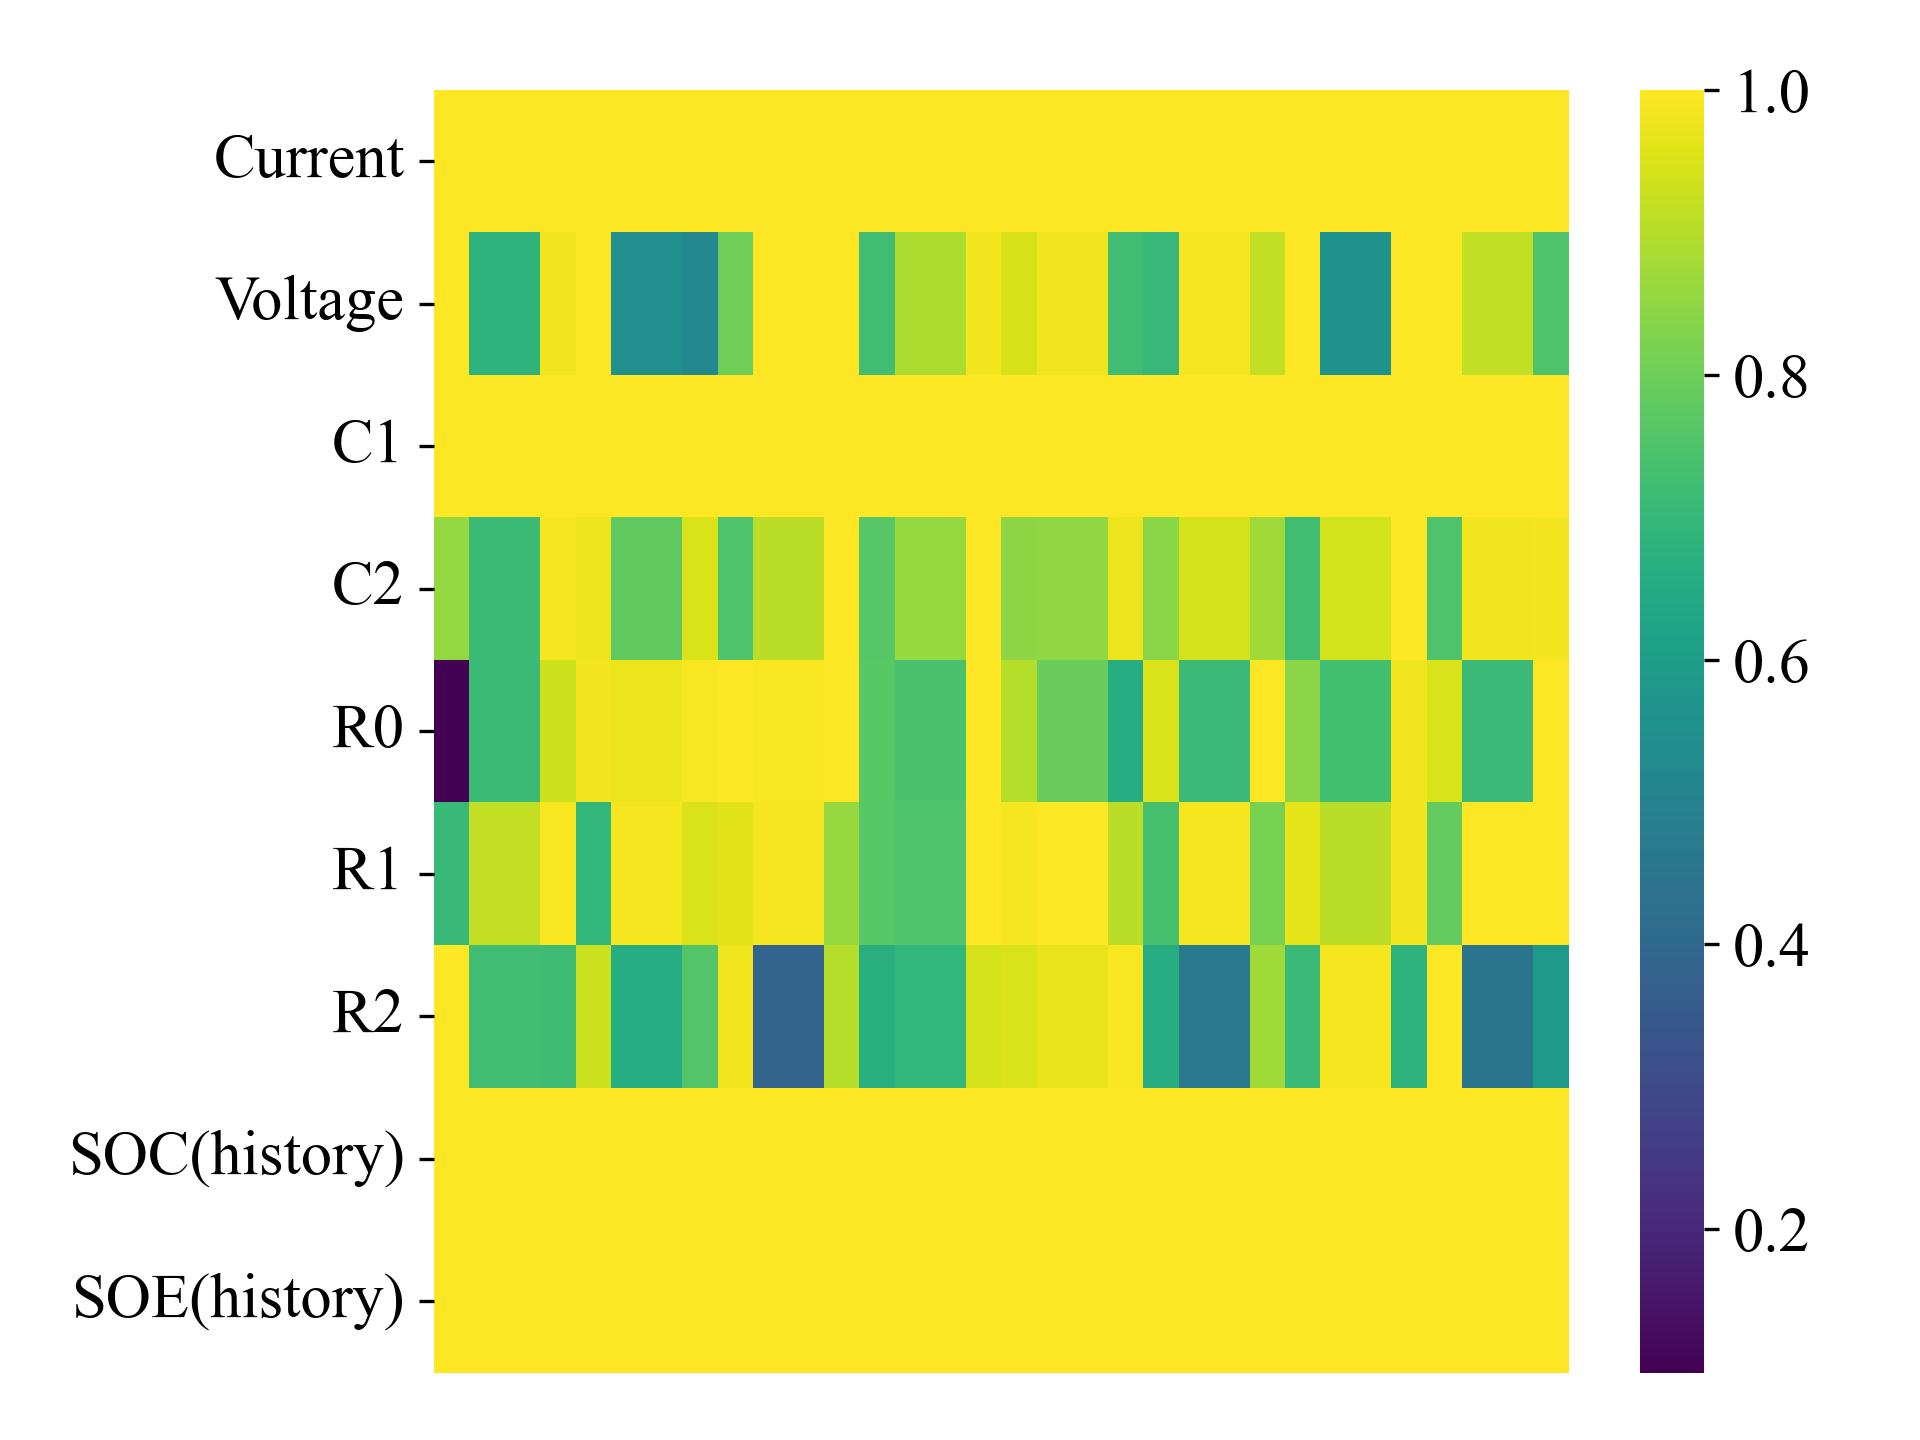 Current
Voltage
C1
C2
R0
R1
R2
SOC(history)
SOE(history)
1.0
0.8
0.6
0.4
0.2